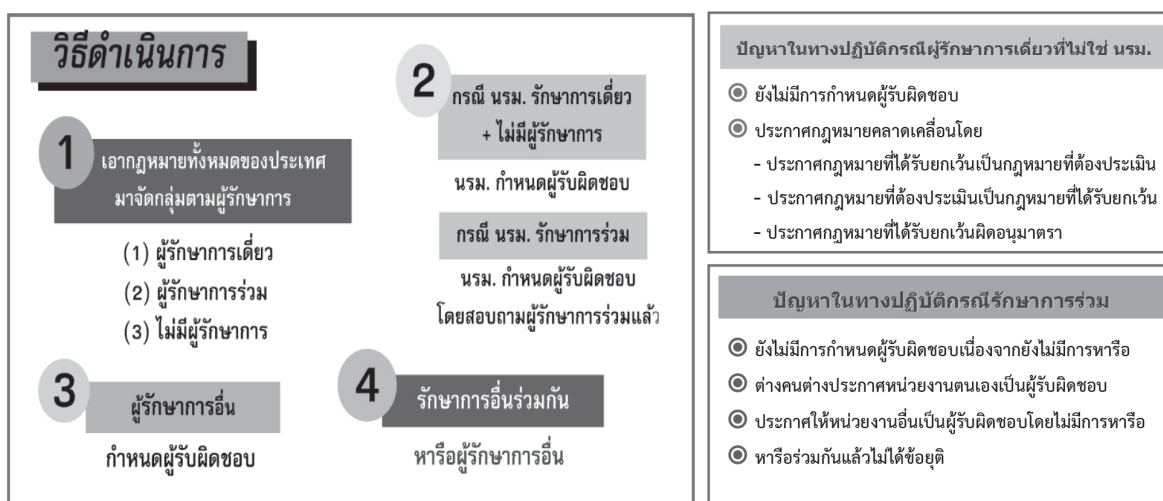 วิธีดำเนินการ
1
เอากฎหมายทั้งหมดของประเทศ
มาจัดกลุ่มตามผู้รักษาการ
(1) ผู้รักษาการเดี่ยว
(2) ผู้รักษาการร่วม
(3) ไม่มีผู้รักษาการ
2
กรณี นรม. รักษาการเดี่ยว
+ ไม่มีผู้รักษาการ
นรม. กำหนดผู้รับผิดชอบ
กรณี นรม. รักษาการร่วม
นรม. กำหนดผู้รับผิดชอบ
โดยสอบถามผู้รักษาการร่วมแล้ว
3
ผู้รักษาการอื่น
กำหนดผู้รับผิดชอบ
4
รักษาการอื่นร่วมกัน
หารือผู้รักษาการอื่น
ปัญหาในทางปฏิบัติกรณีผู้รักษาการเดี่ยวที่ไม่ใช่ นรม.
ยังไม่มีการกำหนดผู้รับผิดชอบ
ประกาศกฎหมายคลาดเคลื่อนโดย
- ประกาศกฎหมายที่ได้รับยกเว้นเป็นกฎหมายที่ต้องประเมิน
- ประกาศกฎหมายที่ต้องประเมินเป็นกฎหมายที่ได้รับยกเว้น
- ประกาศกฎหมายที่ได้รับยกเว้นผิดอนุมาตรา
ปัญหาในทางปฏิบัติกรณีรักษาการร่วม
ยังไม่มีการกำหนดผู้รับผิดชอบเนื่องจากยังไม่มีการหารือ
ต่างคนต่างประกาศหน่วยงานตนเองเป็นผู้รับผิดชอบ
ประกาศให้หน่วยงานอื่นเป็นผู้รับผิดชอบโดยไม่มีการหารือ
หารือร่วมกันแล้วไม่ได้ข้อยุติ